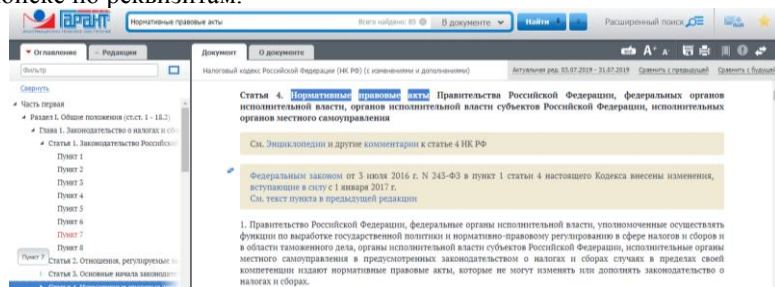 поиске по реквизитам.
ГАРАНТ
Нормативные правовые акты
Всего найдено: 85
В документе
Найти
Расширенный поиск
Оглавление
Редакции
Документ
О документе
А⁺ А⁻
Фильтр
Налоговый кодекс Российской Федерации (НК РФ) (с изменениями и дополнениями)
Актуальная ред. 03.07.2019 - 31.07.2019
Сравнить с предыдущей
Сравнить с будущей
Свернуть
Часть первая
Раздел I. Общие положения (ст.ст. 1 - 18.2)
Глава 1. Законодательство о налогах и сбо
Статья 1. Законодательство Российской
Пункт 1
Пункт 2
Пункт 3
Пункт 4
Пункт 5
Пункт 6
Пункт 7
Пункт 8
Пункт 7
Статья 2. Отношения, регулируемые
Статья 3. Основные начала законодат
Статья 4. Нормативные правовые акты Правительства Российской Федерации, федеральных органов
исполнительной власти, органов исполнительной власти субъектов Российской Федерации, исполнительных
органов местного самоуправления
См. Энциклопедии и другие комментарии к статье 4 НК РФ
Федеральным законом от 3 июля 2016 г. N 243-ФЗ в пункт 1 статьи 4 настоящего Кодекса внесены изменения,
вступающие в силу с 1 января 2017 г.
См. текст пункта в предыдущей редакции
1. Правительство Российской Федерации, федеральные органы исполнительной власти, уполномоченные осуществлять
функции по выработке государственной политики и нормативно-правовому регулированию в сфере налогов и сборов и
в области таможенного дела, органы исполнительной власти субъектов Российской Федерации, исполнительные органы
местного самоуправления в предусмотренных законодательством о налогах и сборах случаях в пределах своей
компетенции издают нормативные правовые акты, которые не могут изменять или дополнять законодательство о
налогах и сборах.